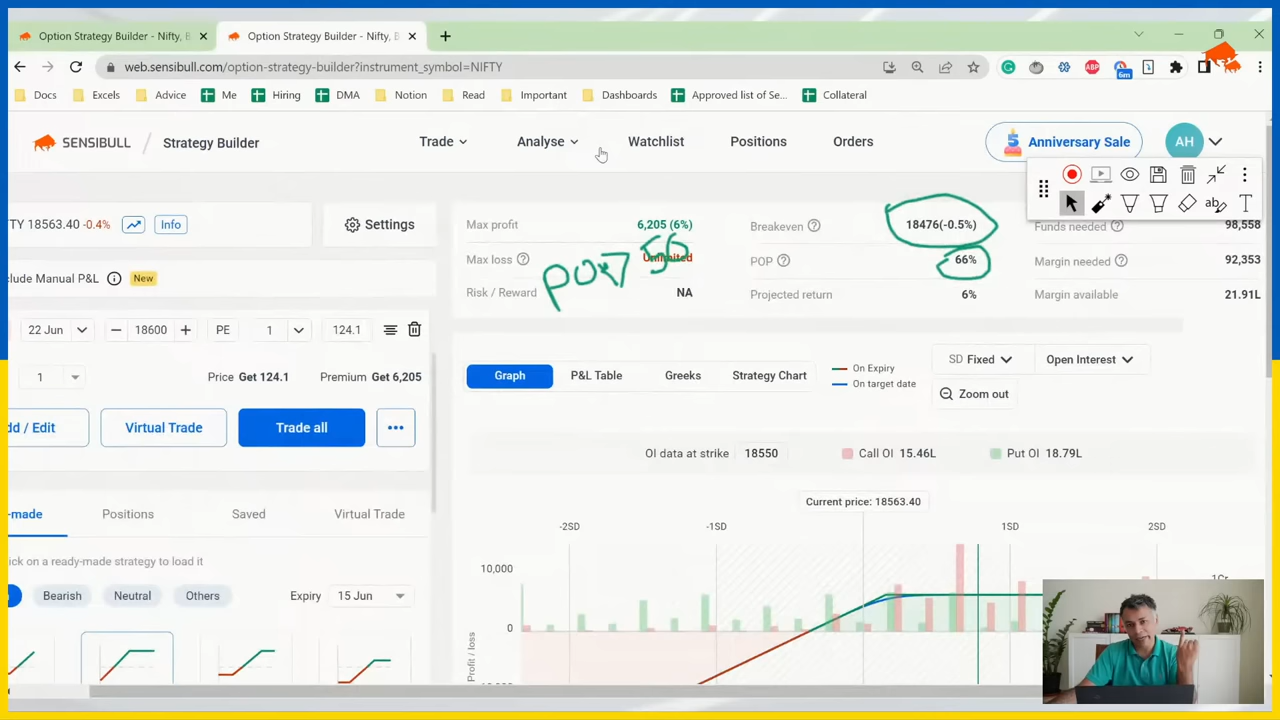 Option Strategy Builder - Nifty, B
Option Strategy Builder - Nifty, B
web.sensibull.com/option-strategy-builder?instrument_symbol=NIFTY
ABP
6m
Docs Excels Advice Me Hiring DMA Notion Read Important Dashboards Approved list of Se... Collateral
SENSIBULL / Strategy Builder
Trade Analyse Watchlist Positions Orders
5 Anniversary Sale AH
TY 18563.40 -0.4% Info Settings
clude Manual P&L New
22 Jun 18600 PE 1 124.1
1 Price Get 124.1 Premium Get 6,205
dd / Edit Virtual Trade Trade all
-made Positions Saved Virtual Trade
lick on a ready-made strategy to load it
Bearish Neutral Others Expiry 15 Jun
Max profit 6,205 (6%)
Max loss Unlimited
Risk / Reward NA
POP 750
Breakeven 18476(-0.5%)
POP 66%
Projected return 6%
Funds needed 98,558
Margin needed 92,353
Margin available 21.91L
Graph P&L Table Greeks Strategy Chart
On Expiry
On target date
SD Fixed Open Interest
Zoom out
OI data at strike 18550 Call OI 15.46L Put OI 18.79L
Current price: 18563.40
-2SD -1SD 1SD 2SD
10,000
0
Profit / loss
1Cr